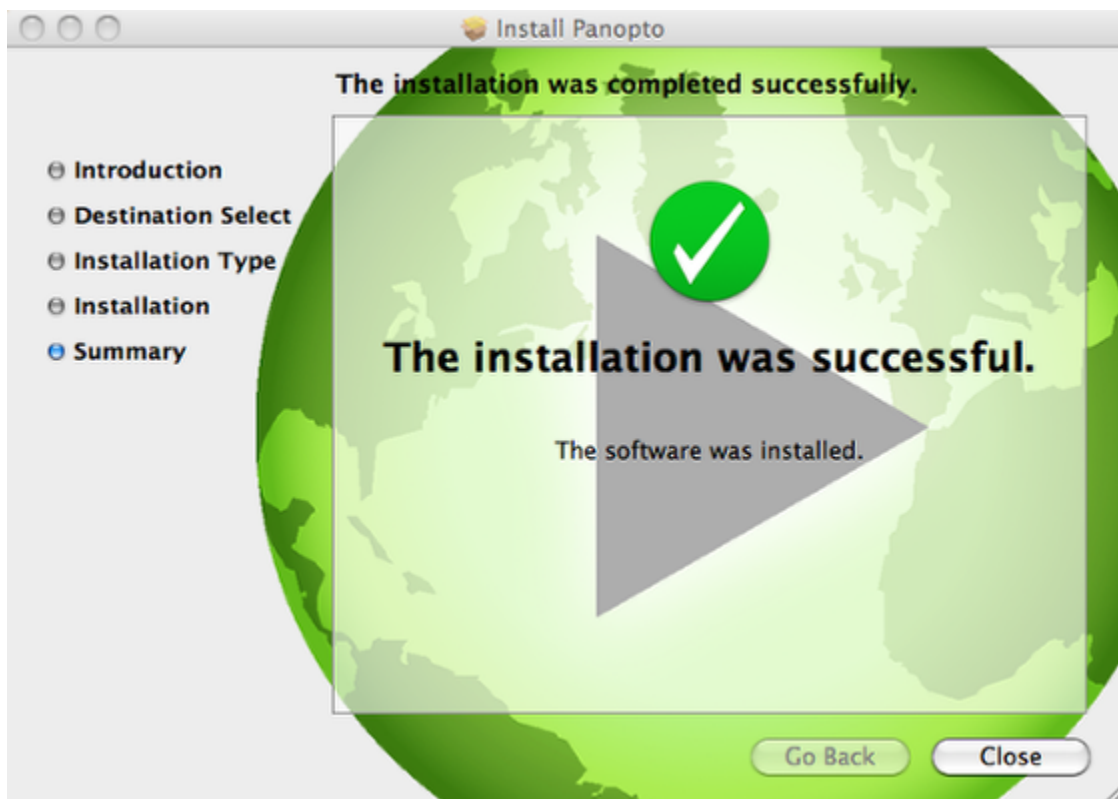 Install Panopto
The installation was completed successfully.
Introduction
Destination Select
Installation Type
Installation
Summary
The installation was successful.
The software was installed.
Go Back
Close